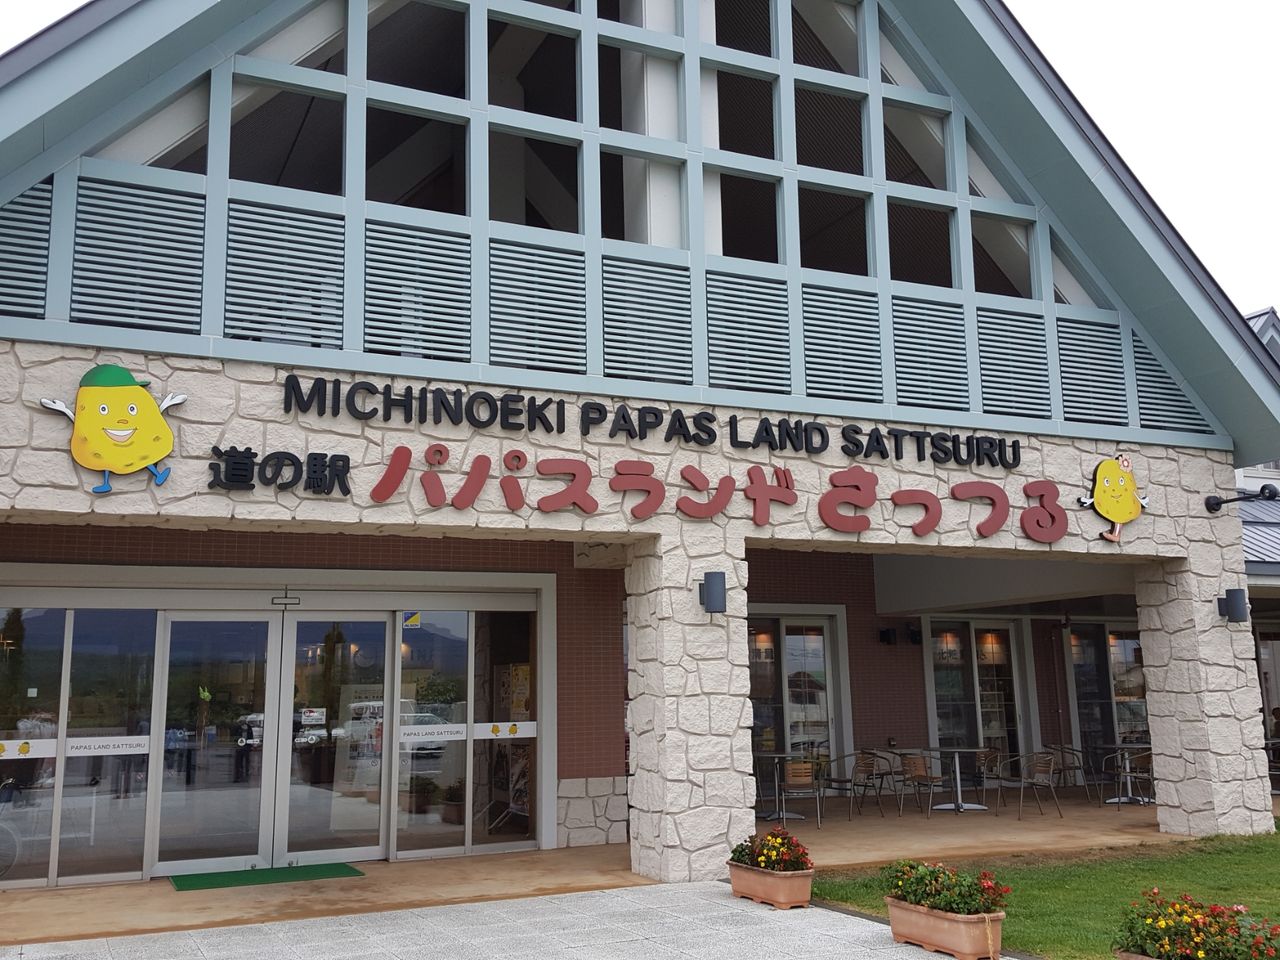 MICHINOEKI PAPAS LAND SATTSURU
道の駅 パパスランドさっつる
PAPAS LAND SATTSURU
PAPAS LAND SATTSURU